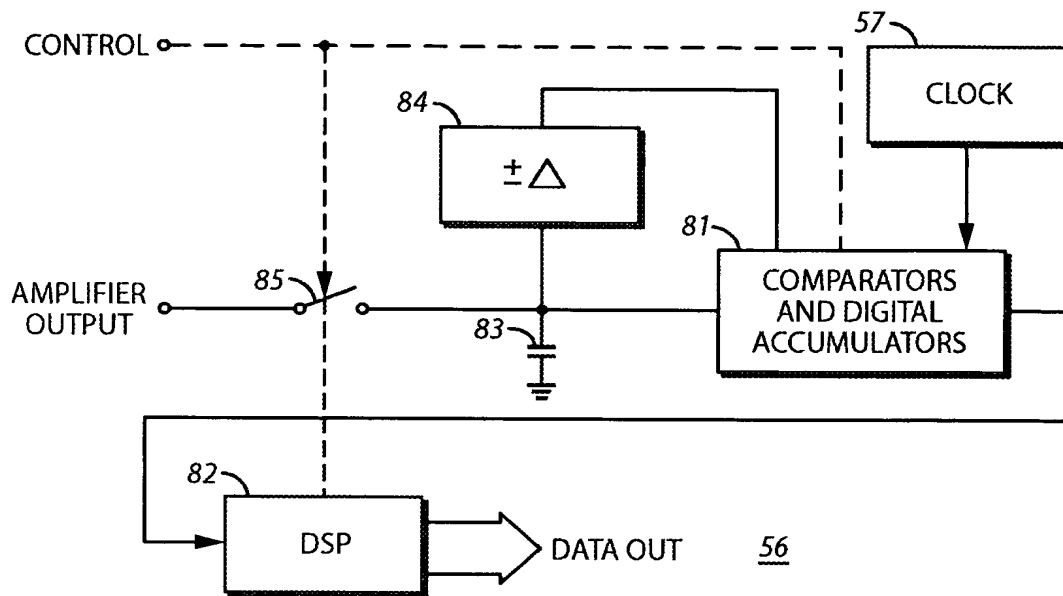 CONTROL
57
CLOCK
84
± △
81
AMPLIFIER
OUTPUT
85
83
COMPARATORS
AND DIGITAL
ACCUMULATORS
82
DSP
DATA OUT
56